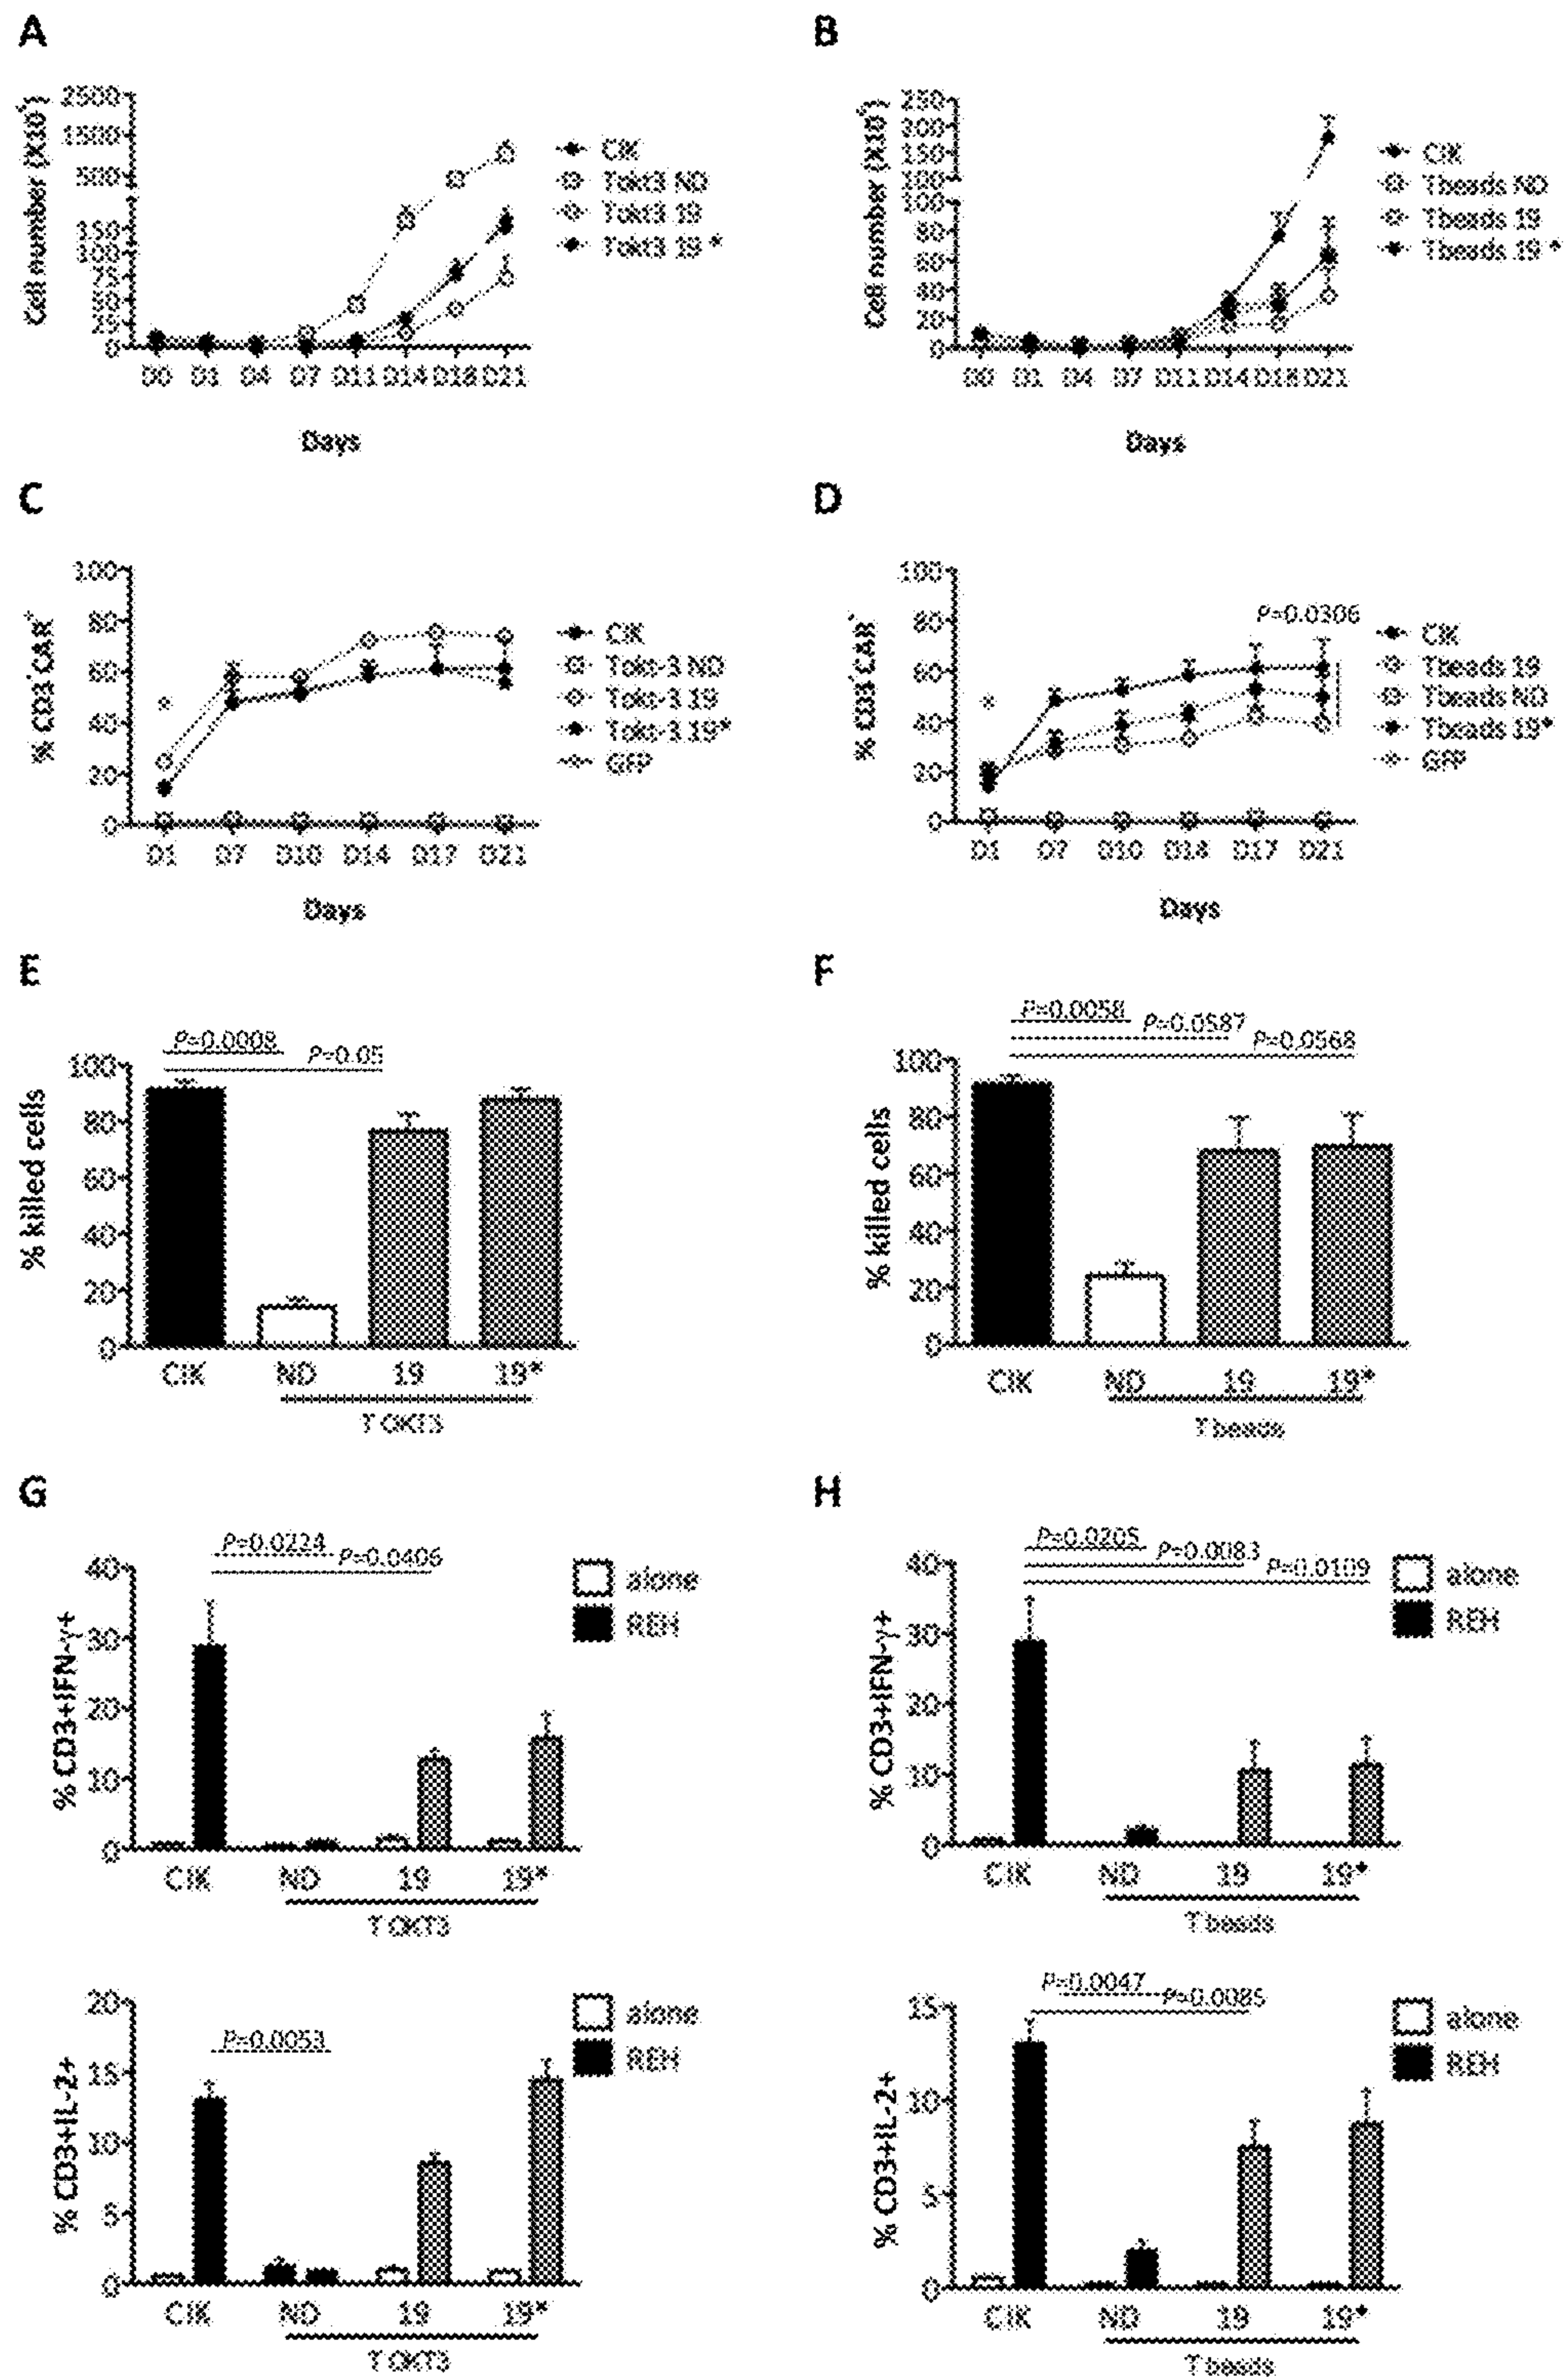 A
Cell number (X10⁶)
2500
1500
500
150
100
75
50
25
0
D0 D1 D4 D7 D11 D14 D18 D21
Days
CIK
Tokt3 ND
Tokt3 19
Tokt3 19 *
B
Cell number (X10⁶)
250
200
150
100
100
80
60
40
20
0
D0 D1 D4 D7 D11 D14 D18 D21
Days
CIK
Tbeads ND
Tbeads 19
Tbeads 19 *
C
% CD3⁺CAR⁺
100
80
60
40
20
0
D1 D7 D10 D14 D17 D21
Days
CIK
Tokt-3 ND
Tokt-3 19
Tokt-3 19*
GFP
D
% CD3⁺CAR⁺
100
80
60
40
20
0
P=0.0306
D1 D7 D10 D14 D17 D21
Days
CIK
Tbeads 19
Tbeads ND
Tbeads 19*
GFP
E
% killed cells
100
80
60
40
20
0
P=0.0008
P=0.05
CIK ND 19 19*
T OKT3
F
% killed cells
100
80
60
40
20
0
P=0.0058
P=0.0587
P=0.0568
CIK ND 19 19*
T beads
G
% CD3+IFN-γ+
40
30
20
10
0
P=0.0224
P=0.0406
alone
REH
CIK ND 19 19*
T OKT3
% CD3+IL-2+
20
15
10
5
0
P=0.0053
alone
REH
CIK ND 19 19*
T OKT3
H
% CD3+IFN-γ+
40
30
20
10
0
P=0.0205
P=0.0083
P=0.0109
alone
REH
CIK ND 19 19*
T beads
% CD3+IL-2+
15
10
5
0
P=0.0047
P=0.0085
alone
REH
CIK ND 19 19*
T beads